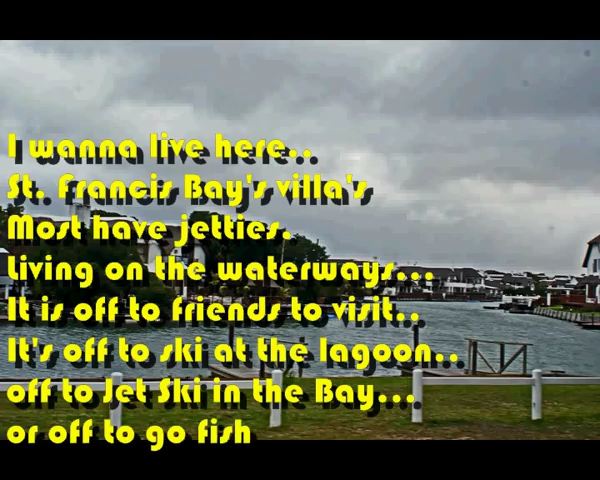 I wanna live here..
St. Francis Bay's villa's
Most have jetties.
Living on the waterways...
It is off to friends to visit..
It's off to ski at the lagoon..
off to Jet Ski in the Bay...
or off to go fish